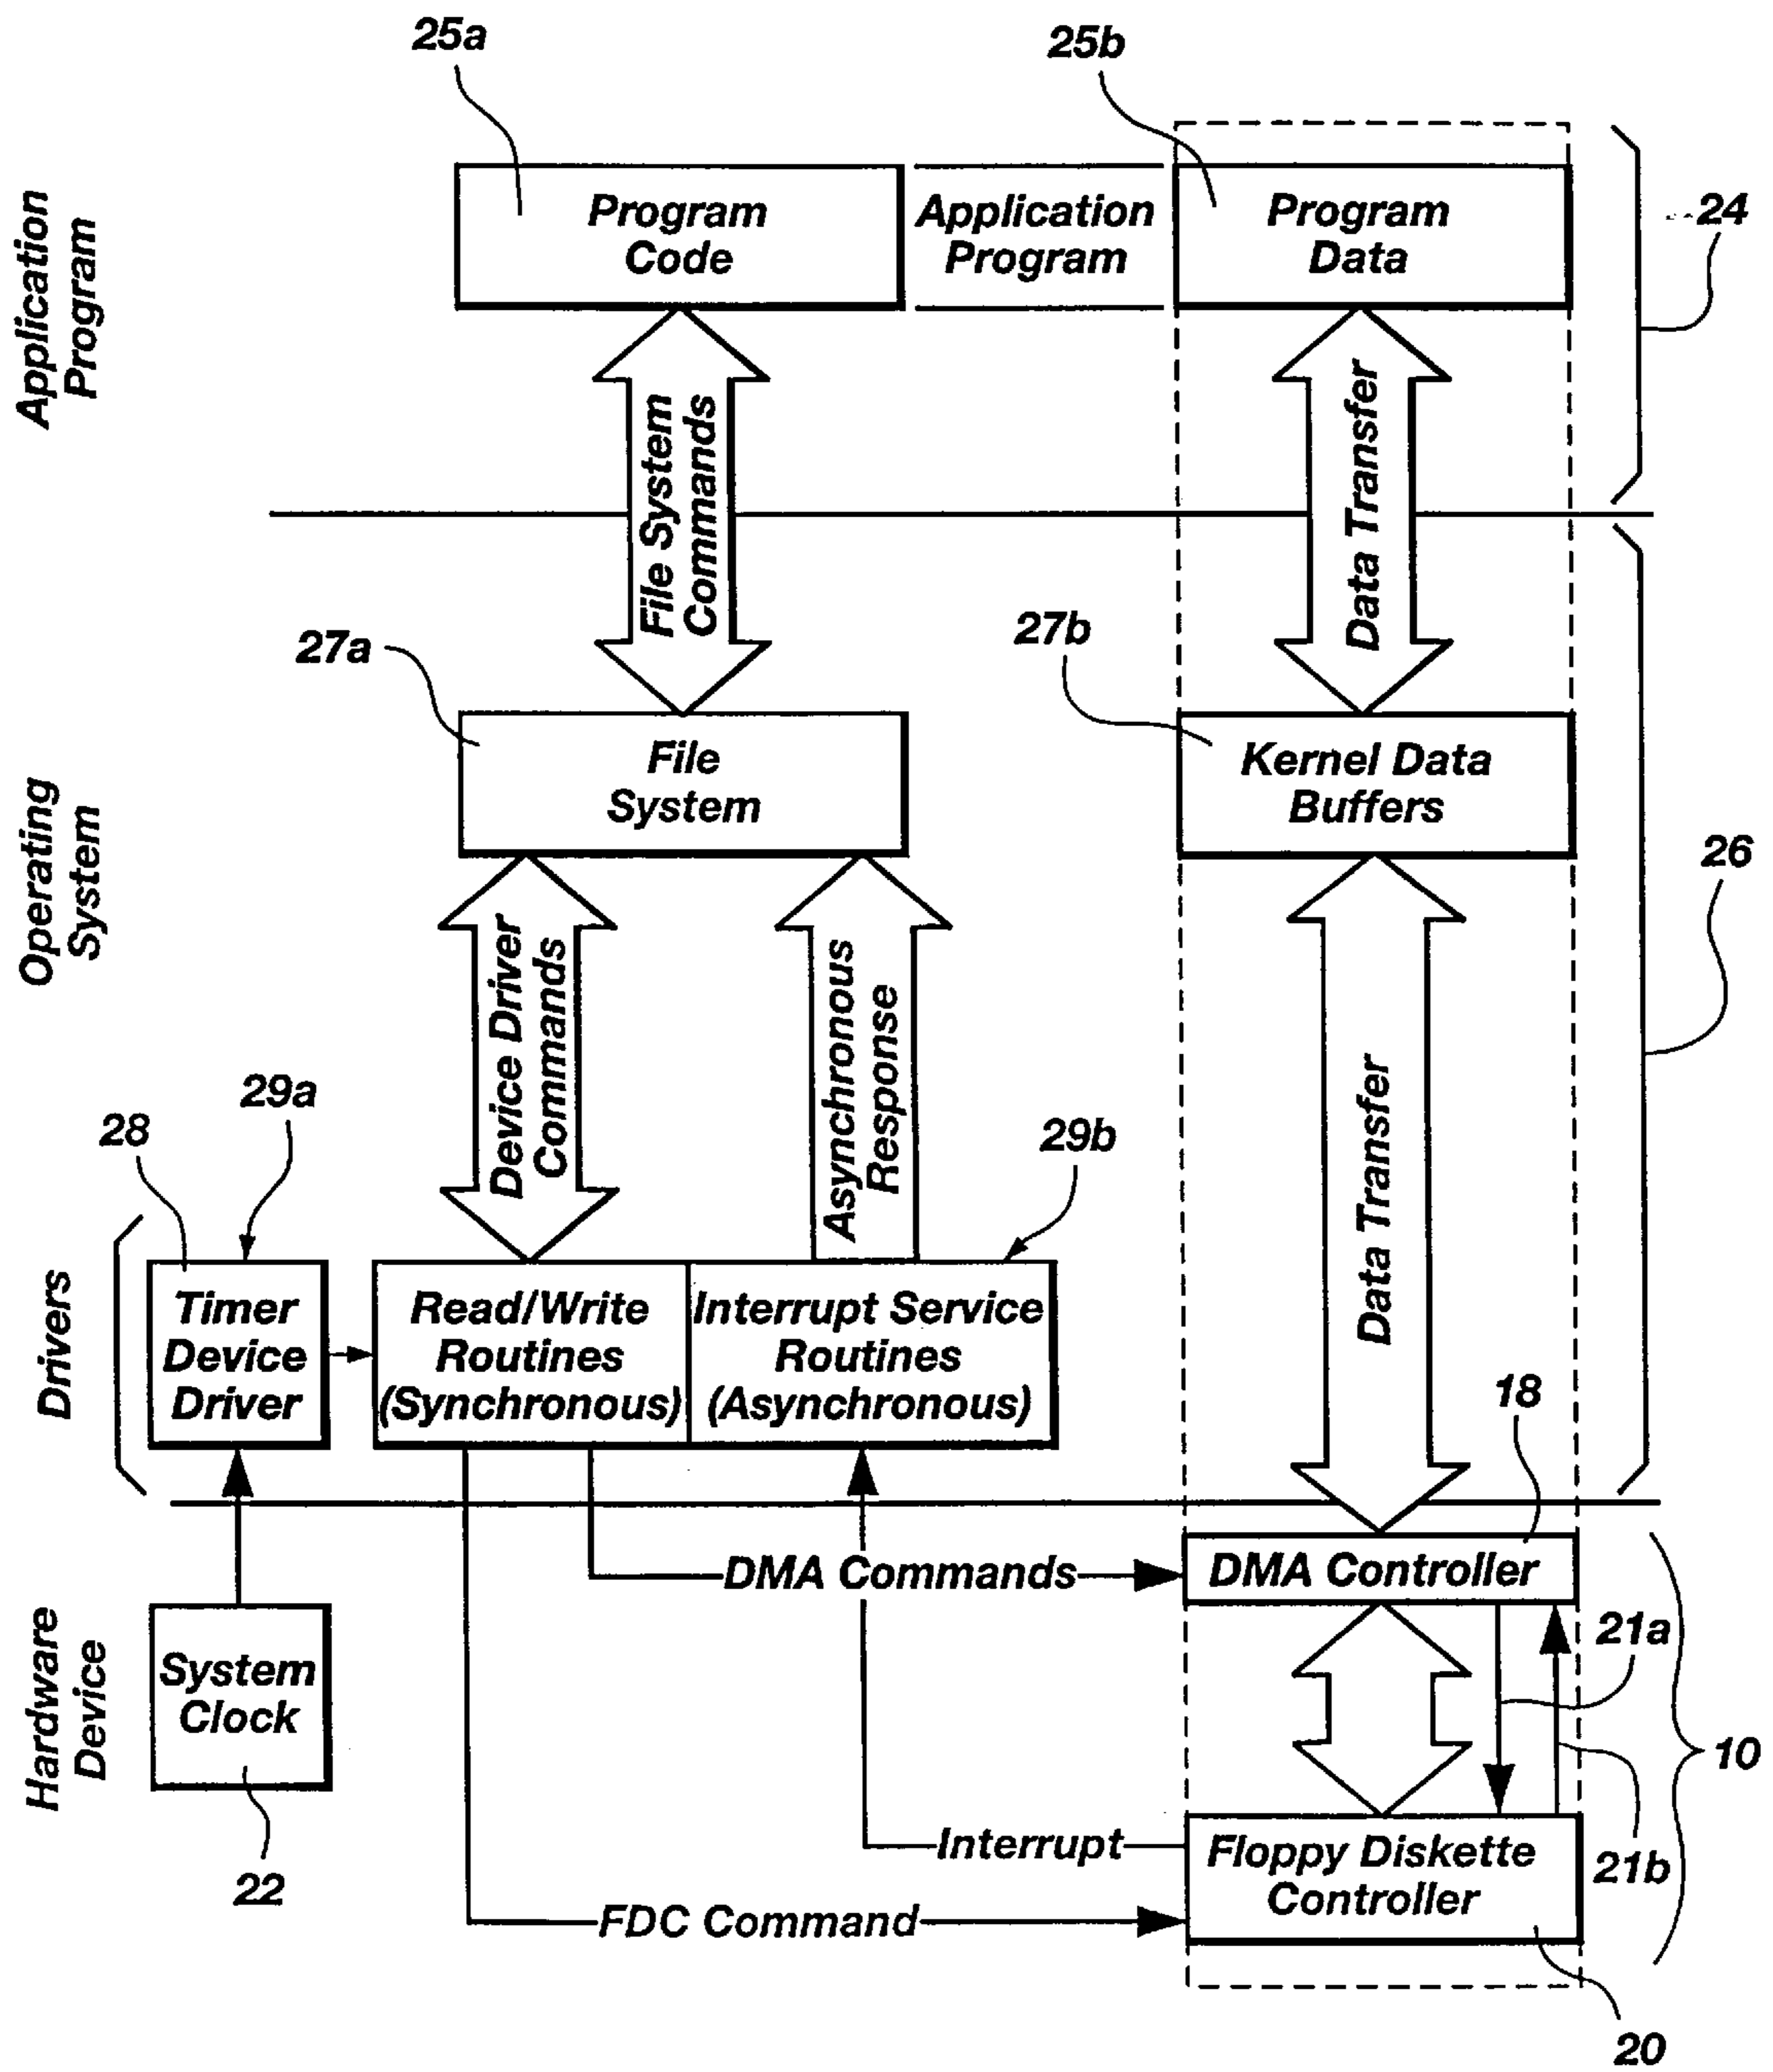 25a
25b
Application
Program
Program
Code
Application
Program
Program
Data
24
File System
Commands
Data Transfer
27a
27b
File
System
Kernel Data
Buffers
Operating
System
26
Device Driver
Commands
Asynchronous
Response
Data Transfer
28
29a
29b
Drivers
Timer
Device
Driver
Read/Write
Routines
(Synchronous)
Interrupt Service
Routines
(Asynchronous)
18
DMA Commands
DMA Controller
Hardware
Device
System
Clock
22
21a
10
21b
Interrupt
Floppy Diskette
Controller
FDC Command
20